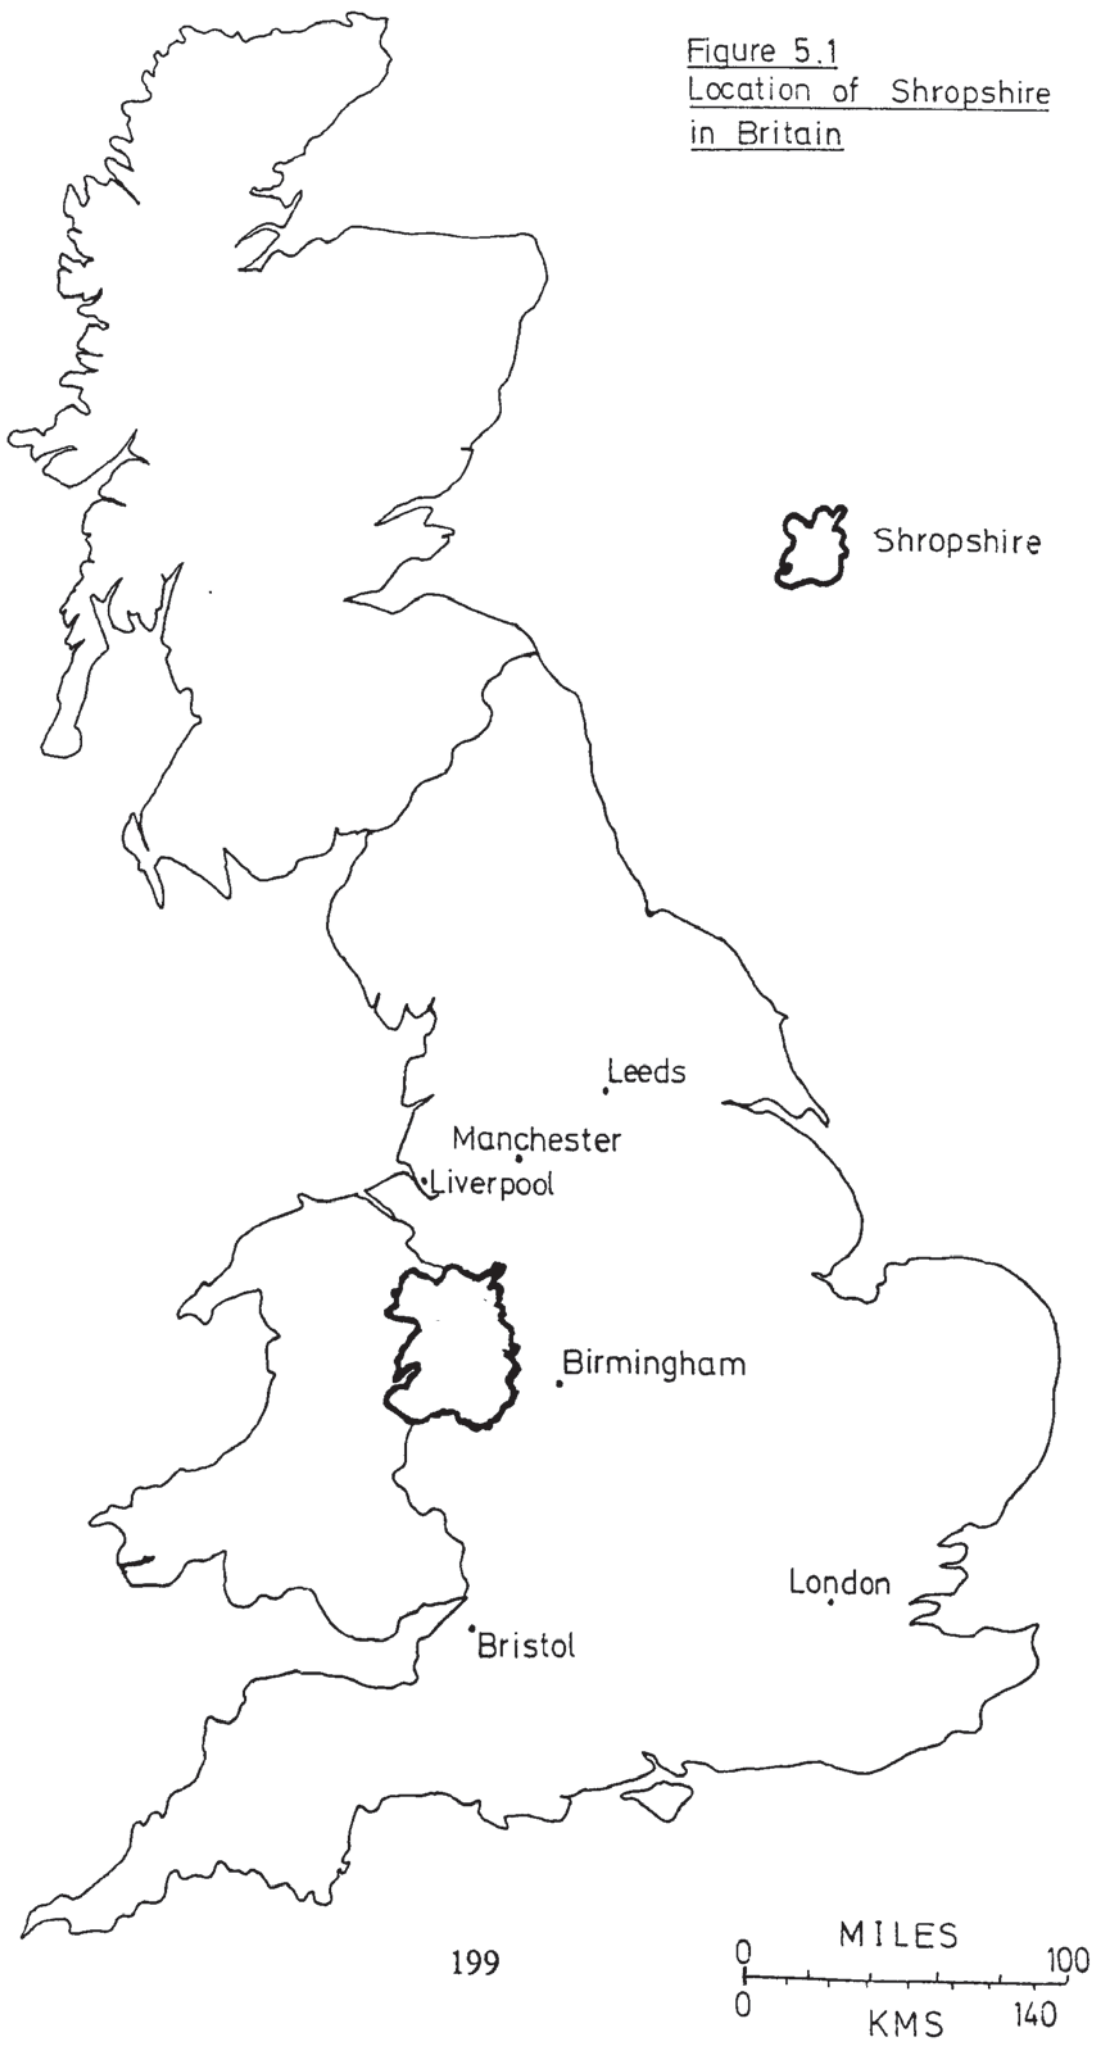 Figure 5.1
Location of Shropshire
in Britain
Shropshire
Leeds
Manchester
Liverpool
Birmingham
London
Bristol
MILES
0 100
0 140
KMS
199